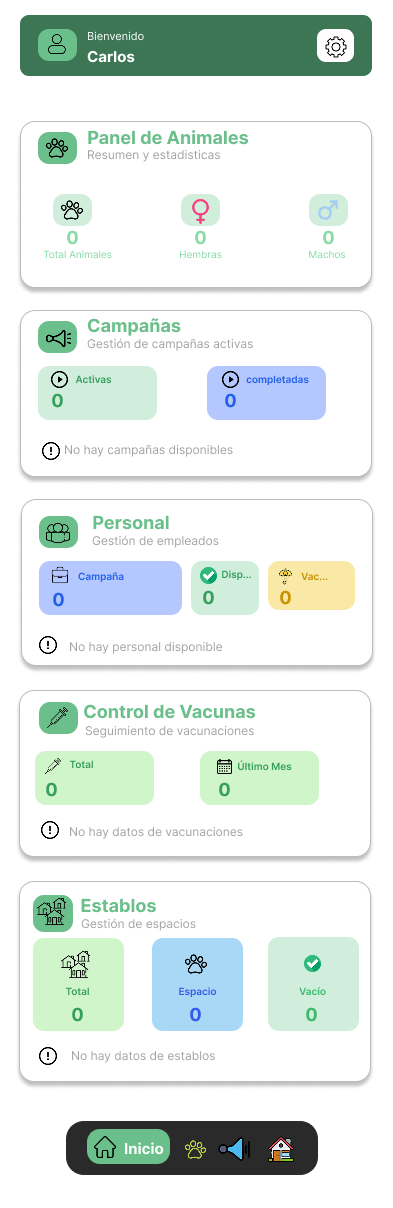 Bienvenido
Carlos
Panel de Animales
Resumen y estadisticas
0 0 0
Total Animales Hembras Machos
Campañas
Gestión de campañas activas
Activas completadas
0 0
No hay campañas disponibles
Personal
Gestión de empleados
Campaña Disp... Vac...
0 0 0
No hay personal disponible
Control de Vacunas
Seguimiento de vacunaciones
Total Último Mes
0 0
No hay datos de vacunaciones
Establos
Gestión de espacios
Total Espacio Vacío
0 0 0
No hay datos de establos
Inicio